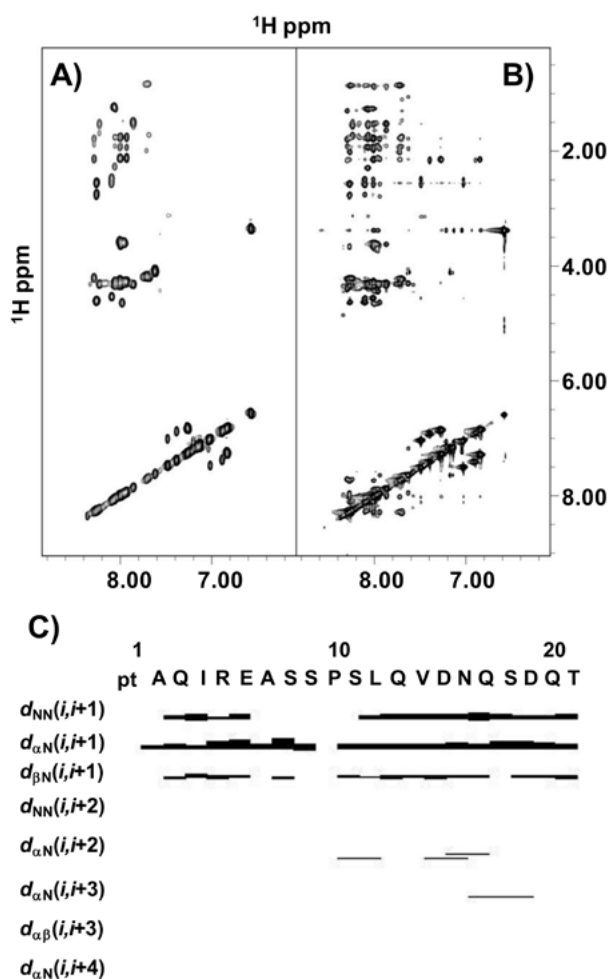 ¹H ppm
A) B)
2.00
¹H ppm
4.00
6.00
8.00
8.00 7.00 8.00 7.00
C)
1 10 20
pt A Q I R E A S S P S L Q V D N Q S D Q T
dNN(i,i+1)
dαN(i,i+1)
dβN(i,i+1)
dNN(i,i+2)
dαN(i,i+2)
dαN(i,i+3)
dαβ(i,i+3)
dαN(i,i+4)